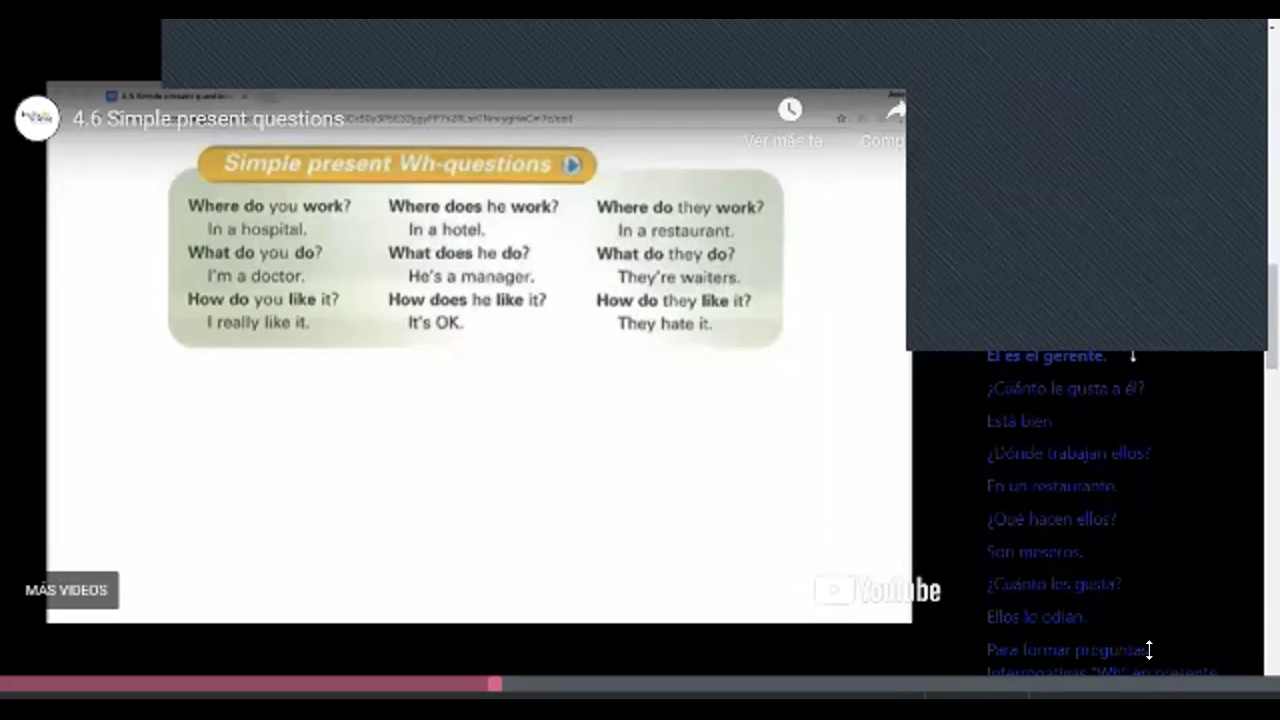 4.6 Simple present questions
Ver más ta...
Comp
Simple present Wh-questions
Where do you work?
In a hospital.
What do you do?
I'm a doctor.
How do you like it?
I really like it.
Where does he work?
In a hotel.
What does he do?
He's a manager.
How does he like it?
It's OK.
Where do they work?
In a restaurant.
What do they do?
They're waiters.
How do they like it?
They hate it.
MÁS VIDEOS
YouTube
Él es el gerente.
¿Cuánto le gusta a él?
Está bien
¿Dónde trabajan ellos?
En un restaurante.
¿Qué hacen ellos?
Son meseros.
¿Cuánto les gusta?
Ellos lo odian.
Para formar preguntas
Interrogativas "Wh" en presente